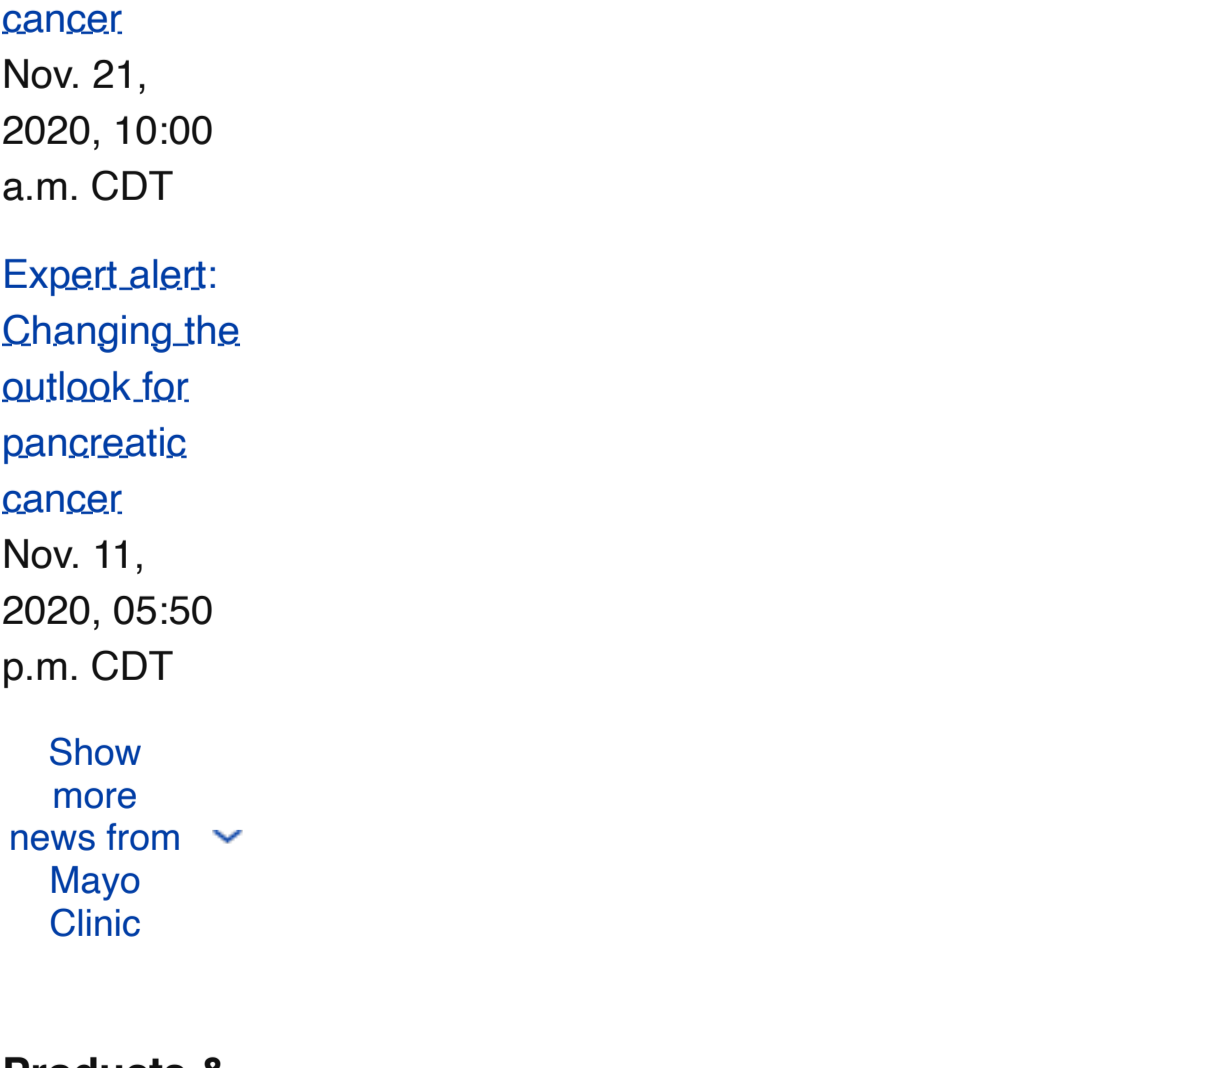 cancer
Nov. 21,
2020, 10:00
a.m. CDT
Expert alert:
Changing the
outlook for
pancreatic
cancer
Nov. 11,
2020, 05:50
p.m. CDT
Show
more
news from
Mayo
Clinic
Products &